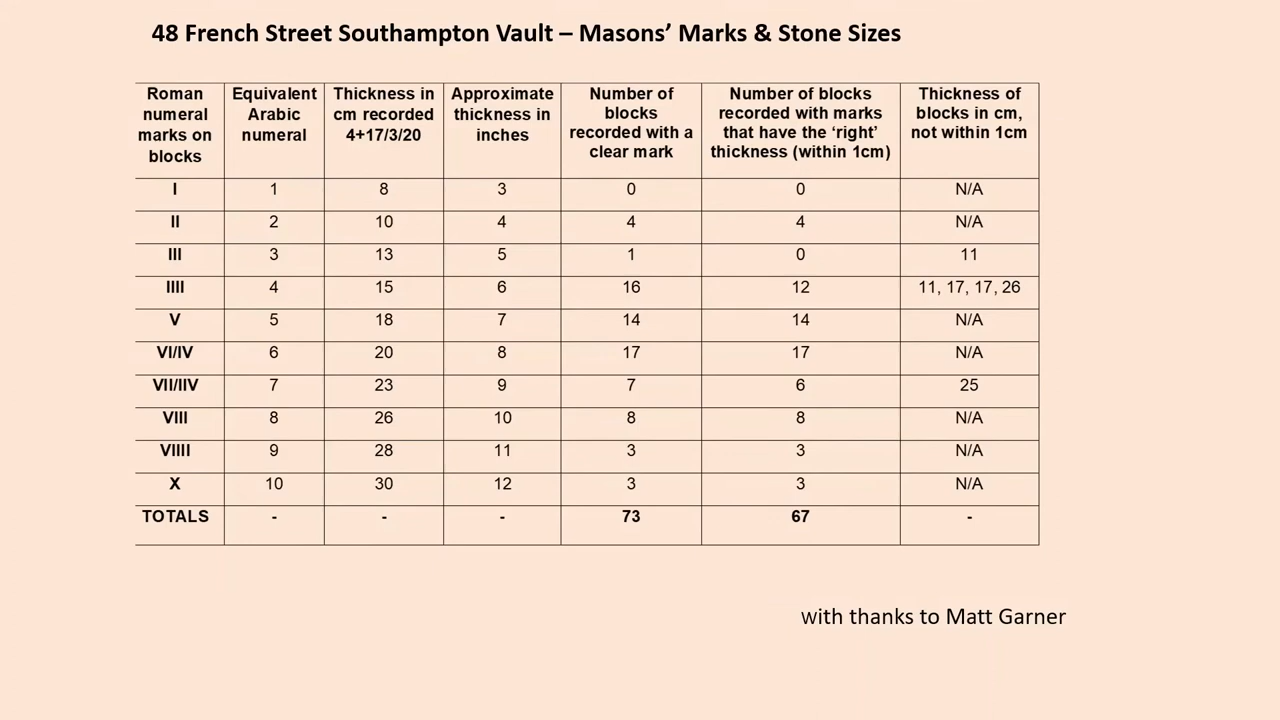 48 French Street Southampton Vault – Masons’ Marks & Stone Sizes
Roman numeral marks on blocks | Equivalent Arabic numeral | Thickness in cm recorded 4+17/3/20 | Approximate thickness in inches | Number of blocks recorded with a clear mark | Number of blocks recorded with marks that have the ‘right’ thickness (within 1cm) | Thickness of blocks in cm, not within 1cm
I | 1 | 8 | 3 | 0 | 0 | N/A
II | 2 | 10 | 4 | 4 | 4 | N/A
III | 3 | 13 | 5 | 1 | 0 | 11
IIII | 4 | 15 | 6 | 16 | 12 | 11, 17, 17, 26
V | 5 | 18 | 7 | 14 | 14 | N/A
VI/IV | 6 | 20 | 8 | 17 | 17 | N/A
VII/IIV | 7 | 23 | 9 | 7 | 6 | 25
VIII | 8 | 26 | 10 | 8 | 8 | N/A
VIIII | 9 | 28 | 11 | 3 | 3 | N/A
X | 10 | 30 | 12 | 3 | 3 | N/A
TOTALS | - | - | - | 73 | 67 | -
with thanks to Matt Garner